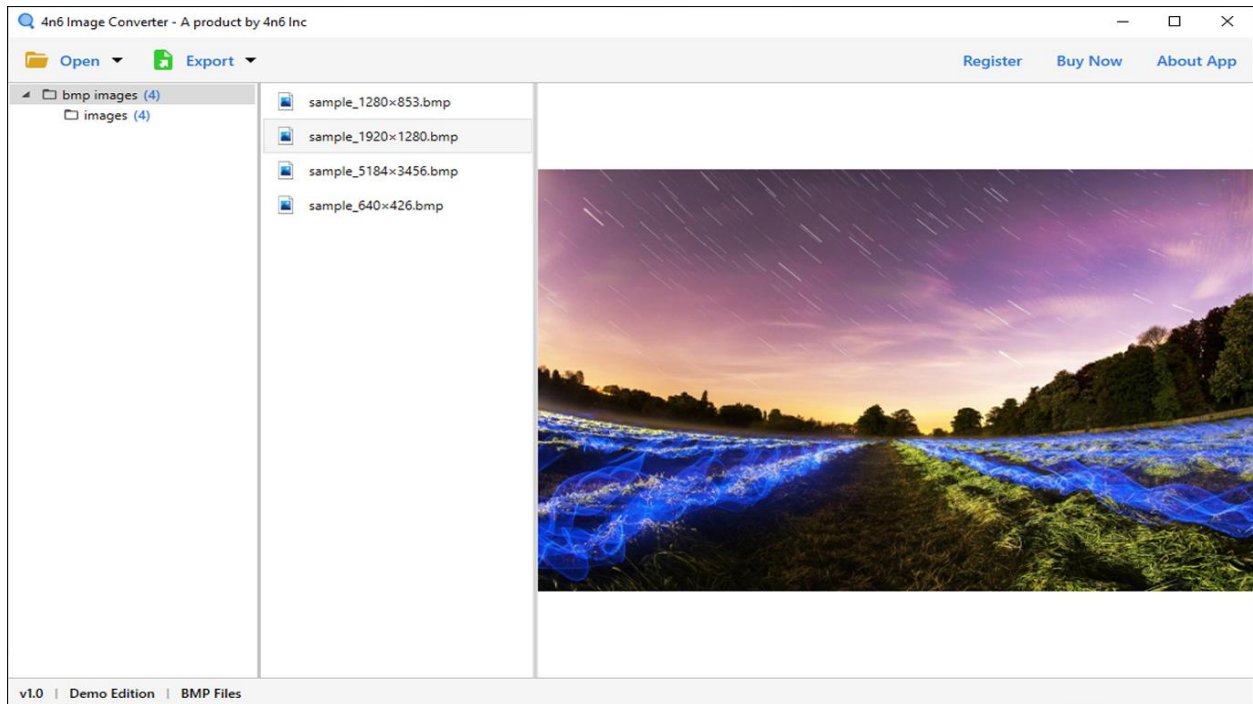 4n6 Image Converter - A product by 4n6 Inc
Open Export Register Buy Now About App
bmp images (4)
images (4)
sample_1280×853.bmp
sample_1920×1280.bmp
sample_5184×3456.bmp
sample_640×426.bmp
v1.0 | Demo Edition | BMP Files